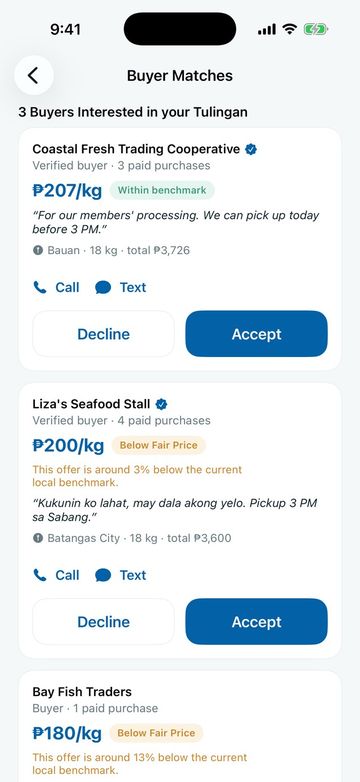 9:41
Buyer Matches
3 Buyers Interested in your Tulingan
Coastal Fresh Trading Cooperative
Verified buyer · 3 paid purchases
₱207/kg Within benchmark
“For our members' processing. We can pick up today
before 3 PM.”
Bauan · 18 kg · total ₱3,726
Call Text
Decline Accept
Liza's Seafood Stall
Verified buyer · 4 paid purchases
₱200/kg Below Fair Price
This offer is around 3% below the current
local benchmark.
“Kukunin ko lahat, may dala akong yelo. Pickup 3 PM
sa Sabang.”
Batangas City · 18 kg · total ₱3,600
Call Text
Decline Accept
Bay Fish Traders
Buyer · 1 paid purchase
₱180/kg Below Fair Price
This offer is around 13% below the current
local benchmark.